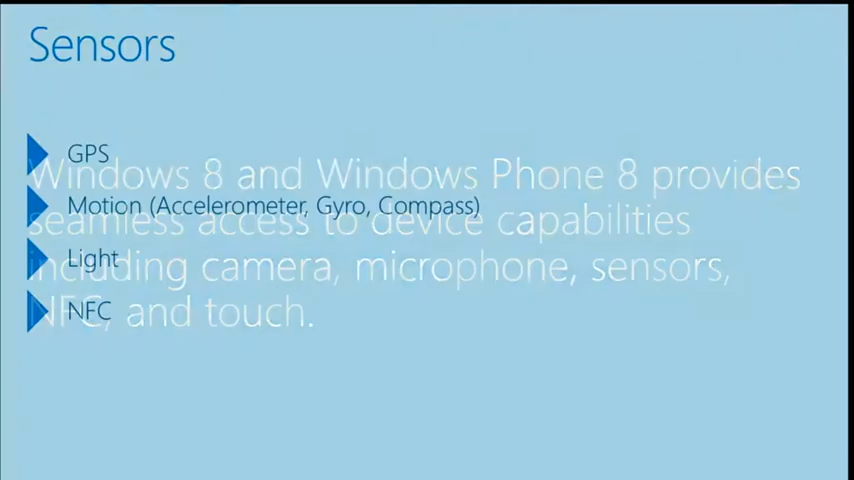 Sensors
GPS
Windows 8 and Windows Phone 8 provides
Motion (Accelerometer, Gyro, Compass)
seamless access to device capabilities
Light
including camera, microphone, sensors,
NFC
NFC, and touch.